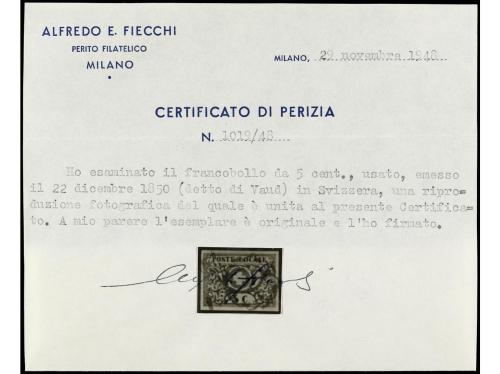 ALFREDO E. FIECCHI
PERITO FILATELICO
MILANO
MILANO, 29 novembre 1948
CERTIFICATO DI PERIZIA
N. 1019/48
Ho esaminato il francobollo da 5 cent., usato, emesso
il 22 dicembre 1850 (detto di Vaud) in Svizzera, una ripro=
duzione fotografica del quale è unita al presente Certifica=
to. A mio parere l'esemplare è originale e l'ho firmato.
POSTE LOCALE
5 C